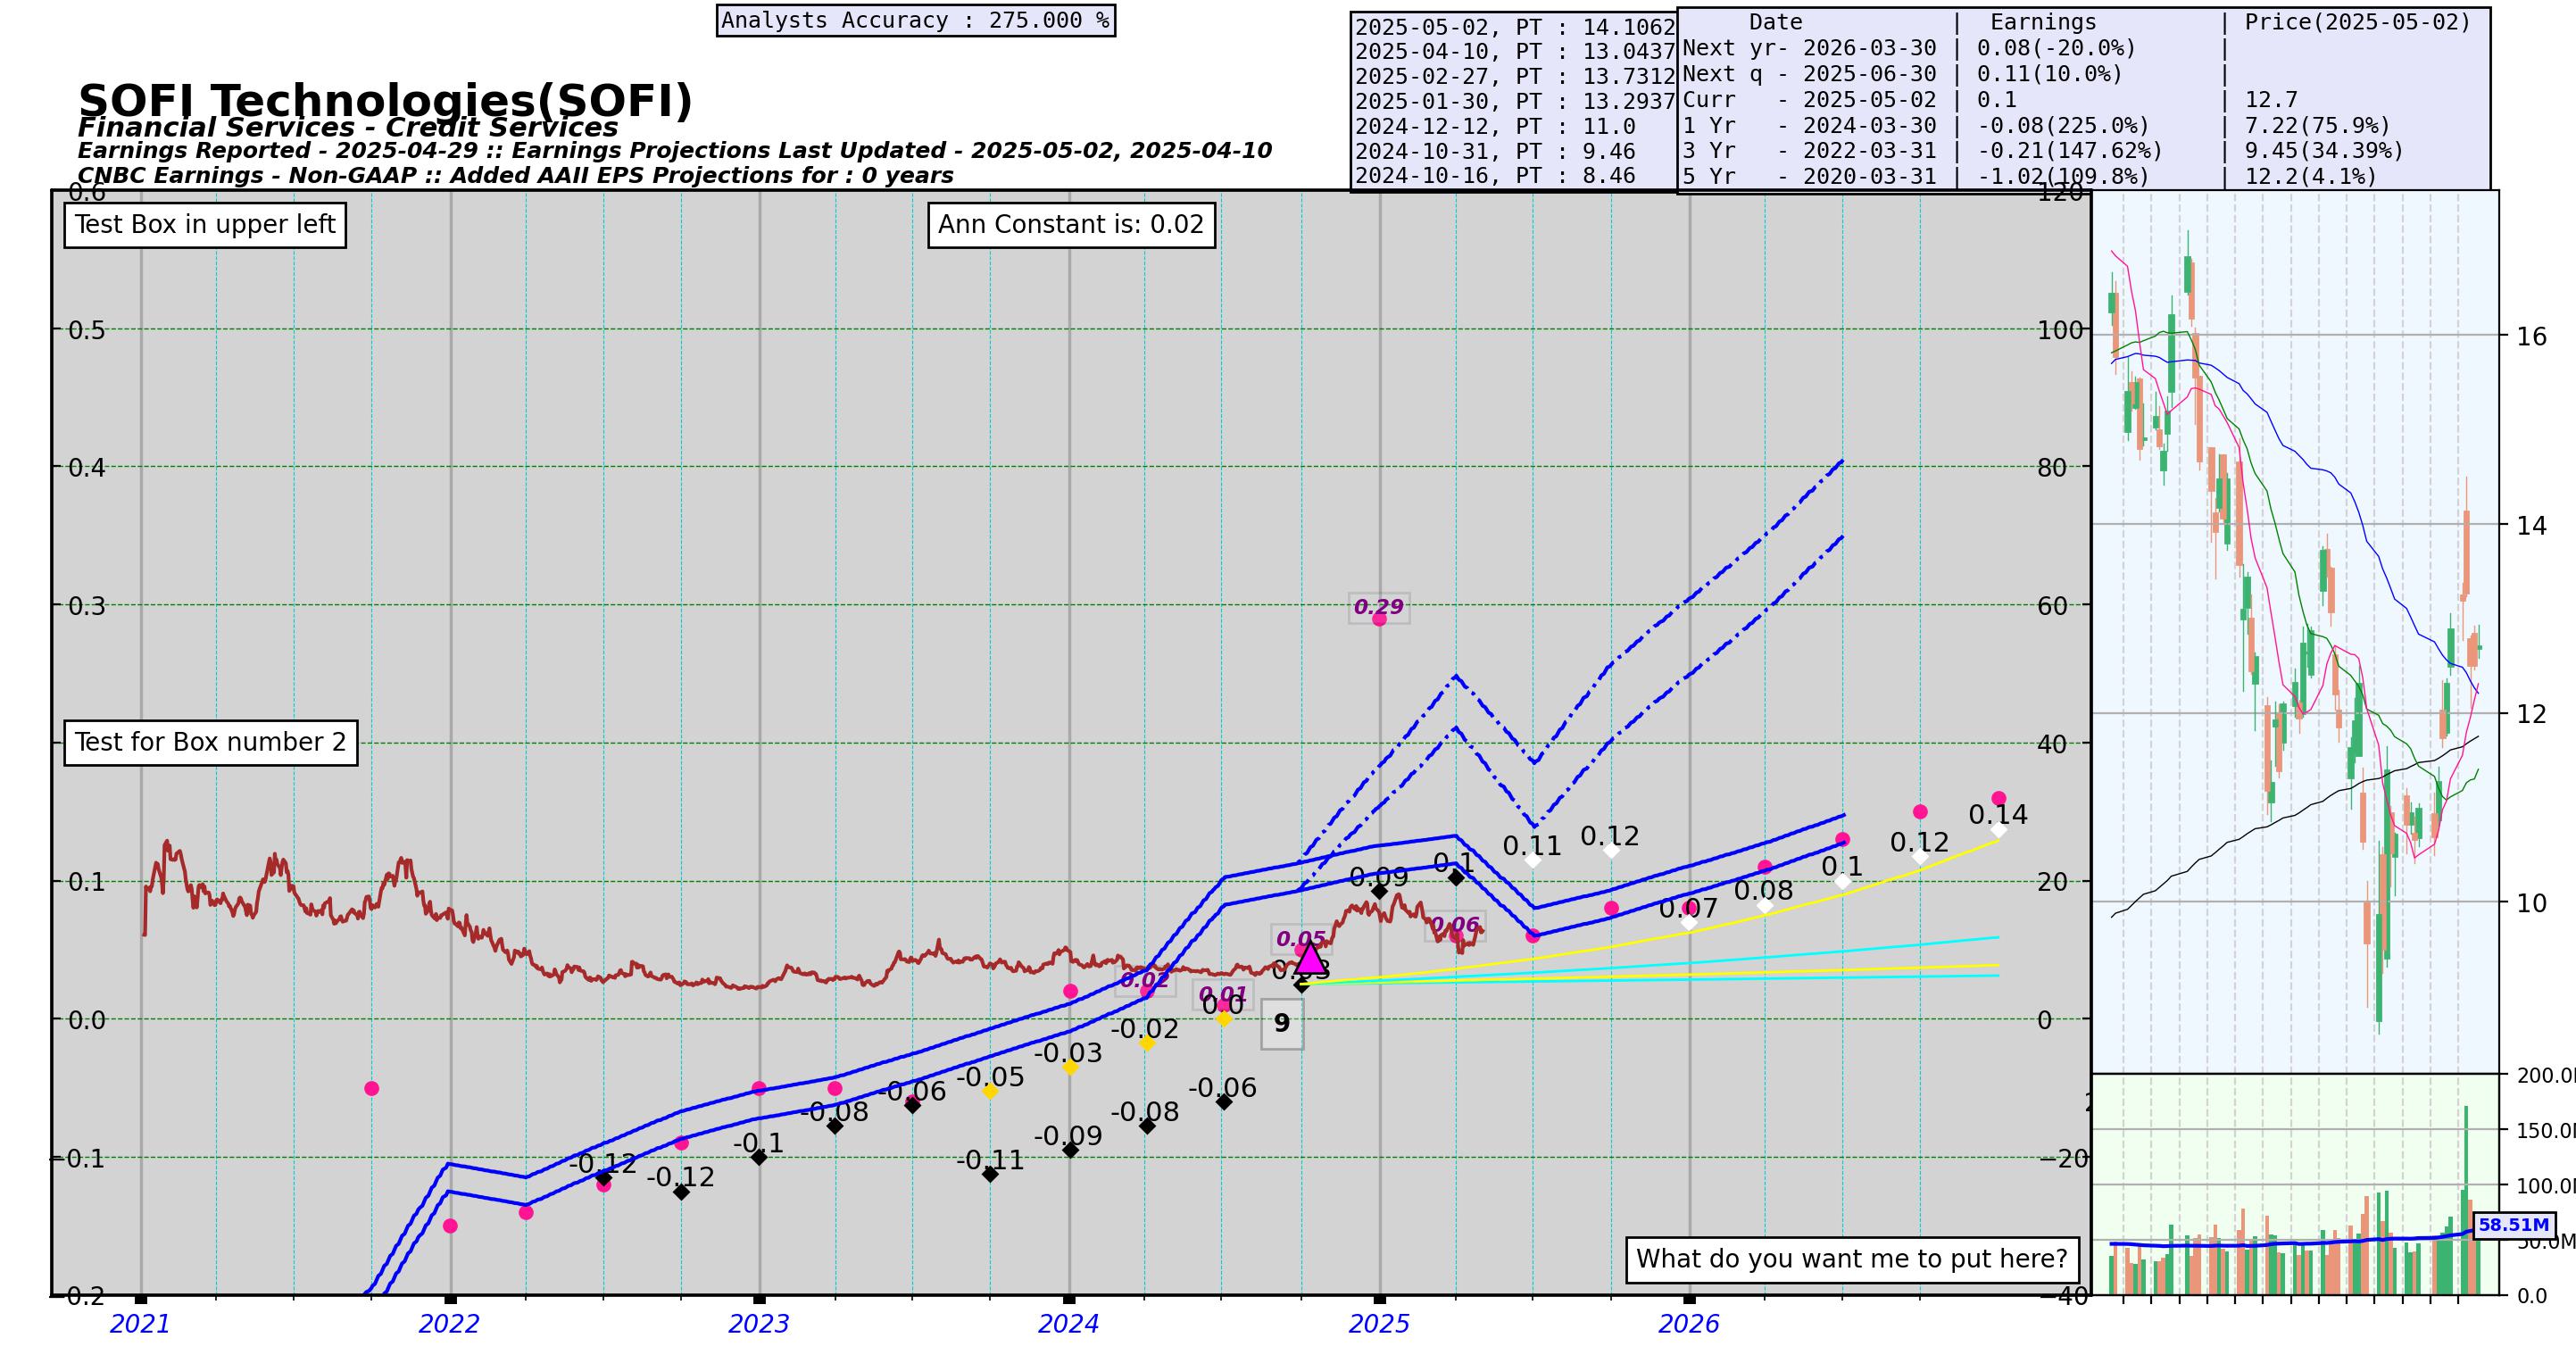 Analysts Accuracy : 275.000 %
2025-05-02, PT : 14.1062
2025-04-10, PT : 13.0437
2025-02-27, PT : 13.7312
2025-01-30, PT : 13.2937
2024-12-12, PT : 11.0
2024-10-31, PT : 9.46
2024-10-16, PT : 8.46
Date | Earnings | Price(2025-05-02)
Next yr- 2026-03-30 | 0.08(-20.0%) |
Next q - 2025-06-30 | 0.11(10.0%) |
Curr - 2025-05-02 | 0.1 | 12.7
1 Yr - 2024-03-30 | -0.08(225.0%) | 7.22(75.9%)
3 Yr - 2022-03-31 | -0.21(147.62%) | 9.45(34.39%)
5 Yr - 2020-03-31 | -1.02(109.8%) | 12.2(4.1%)
SOFI Technologies(SOFI)
Financial Services - Credit Services
Earnings Reported - 2025-04-29 :: Earnings Projections Last Updated - 2025-05-02, 2025-04-10
CNBC Earnings - Non-GAAP :: Added AAII EPS Projections for : 0 years
0.6
120
Test Box in upper left
Ann Constant is: 0.02
0.5
100
16
0.4
80
14
0.3
0.29
60
Test for Box number 2
40
12
0.14
0.12
0.11
0.12
0.1
0.1
0.09
0.1
20
0.08
0.07
10
0.06
0.05
0.03
0.02
0.01
0.0
0.0
0
9
-0.02
-0.03
-0.05
-0.06
-0.06
-0.08
-0.08
-0.09
-0.1
-0.11
-0.12
-0.12
−0.1
−20
200.0
150.0
100.0
58.51M
50.0M
What do you want me to put here?
−0.2
−40
0.0
2021
2022
2023
2024
2025
2026